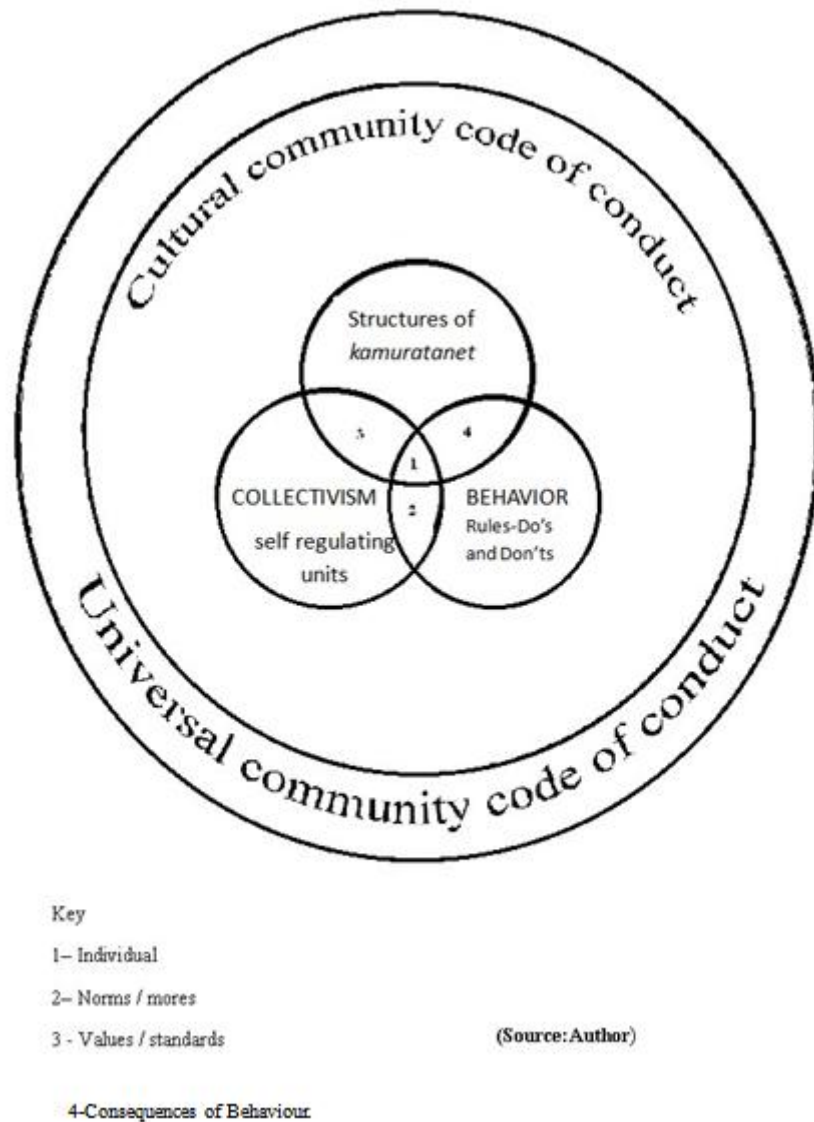 Cultural community code of conduct
Structures of
kamuratanet
3
4
1
COLLECTIVISM
2
BEHAVIOR
self regulating
units
Rules-Do's
and Don'ts
Universal community code of conduct
Key
1– Individual
2– Norms / mores
3 - Values / standards
(Source:Author)
4-Consequences of Behaviour.